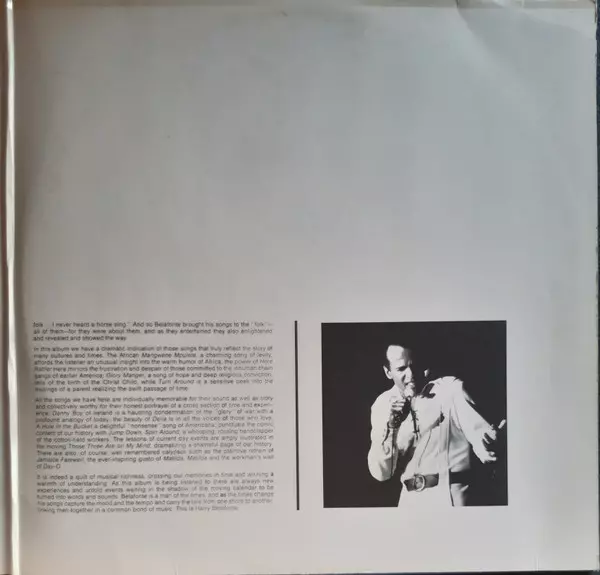 folk ... I never heard a horse sing." And so Belafonte brought his songs to the "folk"—
all of them—for they were about them, and as they entertained they also enlightened
and revealed and showed the way.
In this album we have a dramatic indication of those songs that truly reflect the story of
many cultures and times. The African Mangwene Mpulele, a charming song of levity,
affords the listener an unusual insight into the warm humor of Africa, the power of
Hattie mirrors the frustration and despair of those committed to the inhuman chain
gangs of earlier America; Glory Manger, a song of hope and deep religious conviction,
tells of the birth of the Christ Child, while Turn Around is a sensitive peek into the
feelings of a parent realizing the swift passage of time.
All the songs we have here are individually memorable for their sound as well as story
and collectively worthy for their honest portrayal of a cross section of time and experi-
ence. Danny Boy of Ireland is a haunting condemnation of the "glory" of war with a
profound analogy of today; the beauty of Delia is in all the voices of those who love.
A Hole in the Bucket, a delightful "nonsense" song of Americana, punctures the comic
content of our history with Jump Down, Spin Around, a whooping, rousing handclapper
of the cotton-field workers. The lessons of current day events are amply illustrated in
the moving Those Three Are on My Mind, dramatizing a shameful page of our history.
There are also, of course, well remembered valuables such as the plaintive refrain of
Jamaica Farewell, the ever-inspiring gusto of Matilda, Matilda and the workman's wail
of Day-O.
It is indeed a quilt of musical richness, crossing our memories in time and arriving a
warmth of understanding. As this album is being listened to there are always new
experiences and untold events waiting in the shadow of the moving calendar to be
turned into words and sounds. Belafonte is a man of the times, and as the times change
his songs capture the mood and the tempo and carry the lore from one shore to another,
linking men together in a common bond of music. This is Harry Belafonte.